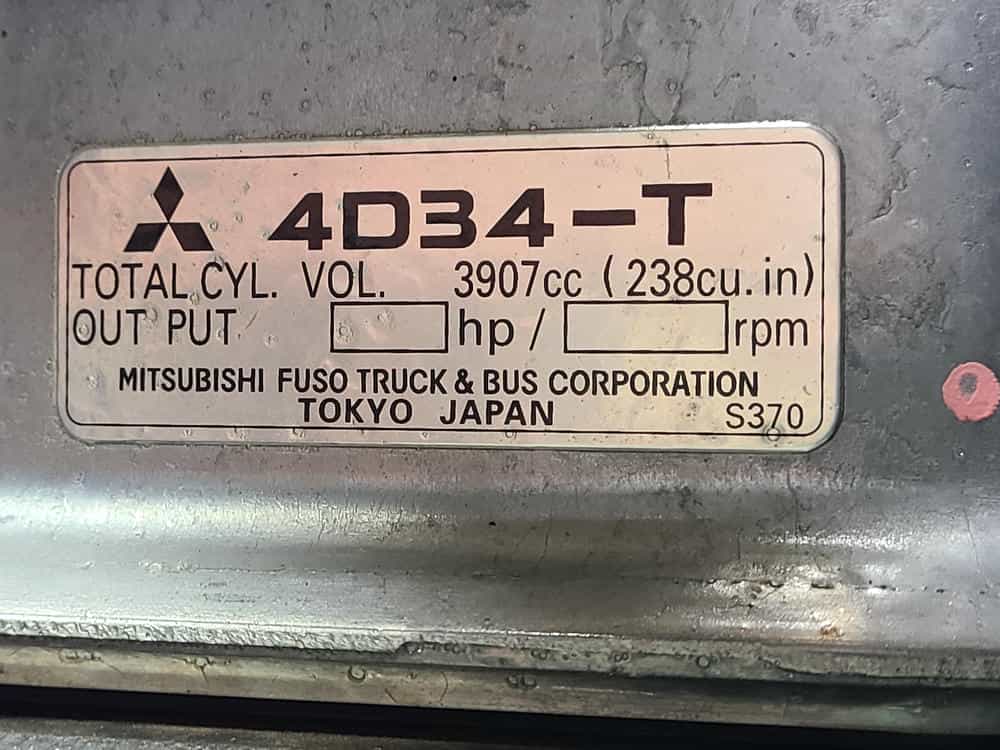 4D34-T
TOTAL CYL. VOL. 3907cc (238cu.in)
OUT PUT hp / rpm
MITSUBISHI FUSO TRUCK & BUS CORPORATION
TOKYO JAPAN S370